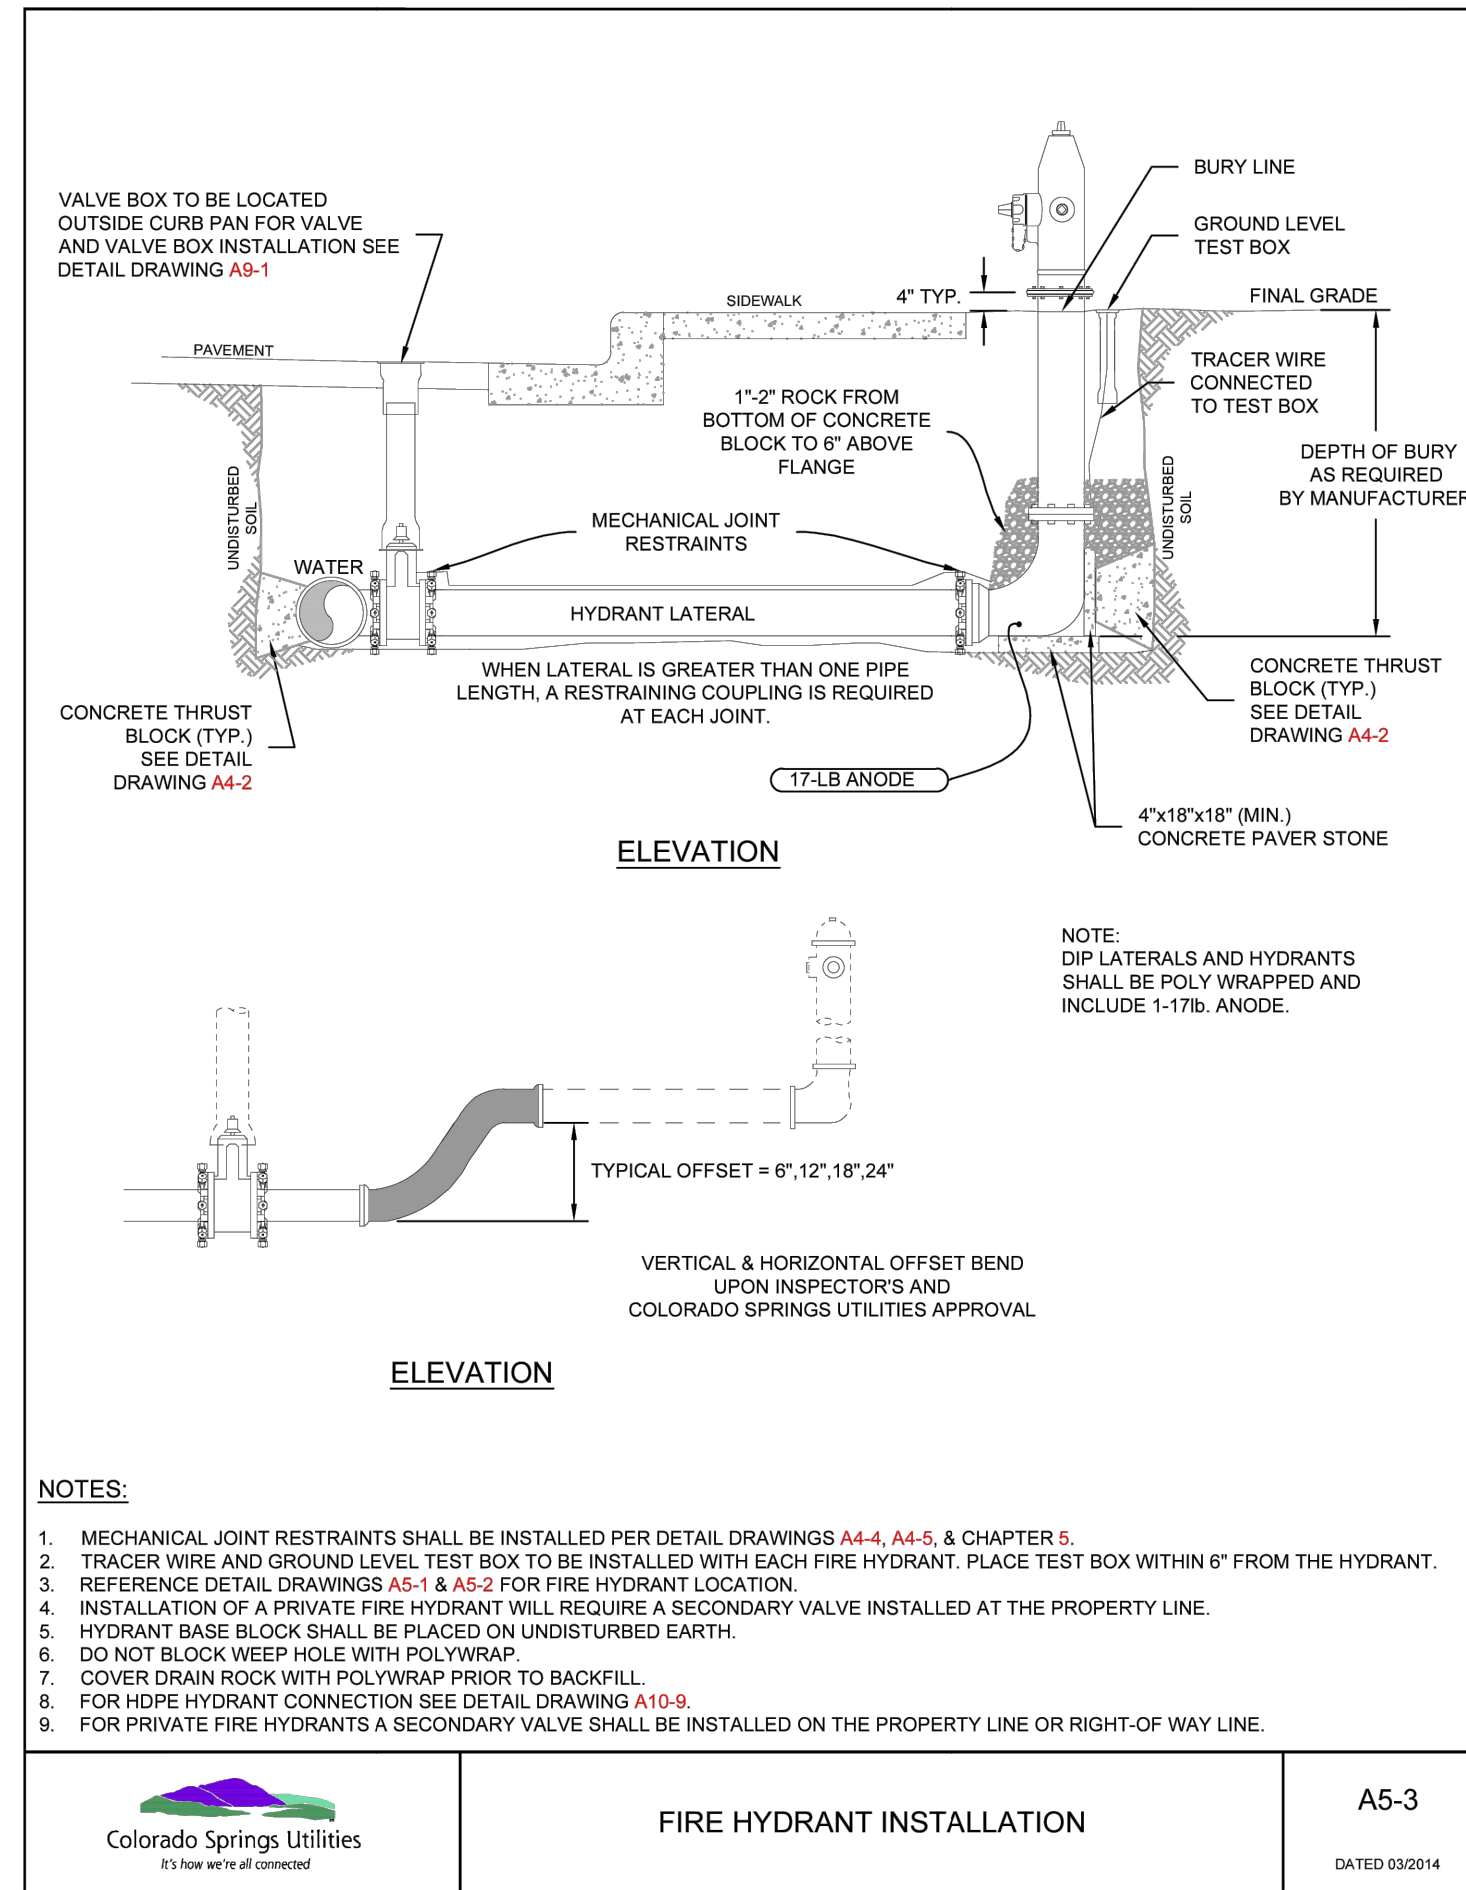 VALVE BOX TO BE LOCATED
OUTSIDE CURB PAN FOR VALVE
AND VALVE BOX INSTALLATION SEE
DETAIL DRAWING A9-1
BURY LINE
GROUND LEVEL
TEST BOX
4" TYP.
FINAL GRADE
SIDEWALK
PAVEMENT
TRACER WIRE
CONNECTED
TO TEST BOX
1"-2" ROCK FROM
BOTTOM OF CONCRETE
BLOCK TO 6" ABOVE
FLANGE
DEPTH OF BURY
AS REQUIRED
BY MANUFACTURER
UNDISTURBED
SOIL
UNDISTURBED
SOIL
MECHANICAL JOINT
RESTRAINTS
WATER
HYDRANT LATERAL
WHEN LATERAL IS GREATER THAN ONE PIPE
LENGTH, A RESTRAINING COUPLING IS REQUIRED
AT EACH JOINT.
CONCRETE THRUST
BLOCK (TYP.)
SEE DETAIL
DRAWING A4-2
CONCRETE THRUST
BLOCK (TYP.)
SEE DETAIL
DRAWING A4-2
17-LB ANODE
4"x18"x18" (MIN.)
CONCRETE PAVER STONE
ELEVATION
NOTE:
DIP LATERALS AND HYDRANTS
SHALL BE POLY WRAPPED AND
INCLUDE 1-17lb. ANODE.
TYPICAL OFFSET = 6",12",18",24"
VERTICAL & HORIZONTAL OFFSET BEND
UPON INSPECTOR'S AND
COLORADO SPRINGS UTILITIES APPROVAL
ELEVATION
NOTES:
1. MECHANICAL JOINT RESTRAINTS SHALL BE INSTALLED PER DETAIL DRAWINGS A4-4, A4-5, & CHAPTER 5.
2. TRACER WIRE AND GROUND LEVEL TEST BOX TO BE INSTALLED WITH EACH FIRE HYDRANT. PLACE TEST BOX WITHIN 6" FROM THE HYDRANT.
3. REFERENCE DETAIL DRAWINGS A5-1 & A5-2 FOR FIRE HYDRANT LOCATION.
4. INSTALLATION OF A PRIVATE FIRE HYDRANT WILL REQUIRE A SECONDARY VALVE INSTALLED AT THE PROPERTY LINE.
5. HYDRANT BASE BLOCK SHALL BE PLACED ON UNDISTURBED EARTH.
6. DO NOT BLOCK WEEP HOLE WITH POLYWRAP.
7. COVER DRAIN ROCK WITH POLYWRAP PRIOR TO BACKFILL.
8. FOR HDPE HYDRANT CONNECTION SEE DETAIL DRAWING A10-9.
9. FOR PRIVATE FIRE HYDRANTS A SECONDARY VALVE SHALL BE INSTALLED ON THE PROPERTY LINE OR RIGHT-OF WAY LINE.
Colorado Springs Utilities
It's how we're all connected
FIRE HYDRANT INSTALLATION
A5-3
DATED 03/2014